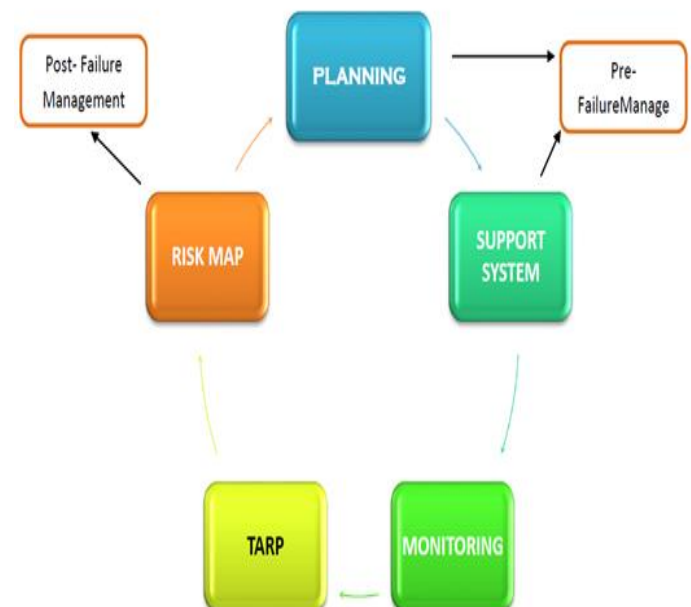 PLANNING
Post- Failure
Management
Pre-
FailureManage
RISK MAP
SUPPORT
SYSTEM
TARP
MONITORING